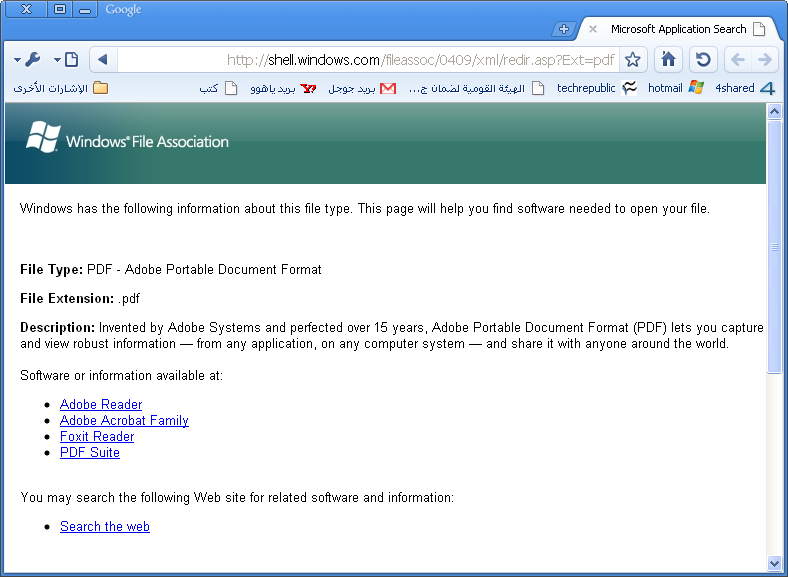 Google
Microsoft Application Search
http://shell.windows.com/fileassoc/0409/xml/redir.asp?Ext=pdf
4shared
hotmail
techrepublic
الهيئة القومية لضمان ج...
بريد جوجل
بريد ياهوو
كتب
الإشارات الأخرى
Windows® File Association
Windows has the following information about this file type. This page will help you find software needed to open your file.
File Type: PDF - Adobe Portable Document Format
File Extension: .pdf
Description: Invented by Adobe Systems and perfected over 15 years, Adobe Portable Document Format (PDF) lets you capture
and view robust information — from any application, on any computer system — and share it with anyone around the world.
Software or information available at:
Adobe Reader
Adobe Acrobat Family
Foxit Reader
PDF Suite
You may search the following Web site for related software and information:
Search the web